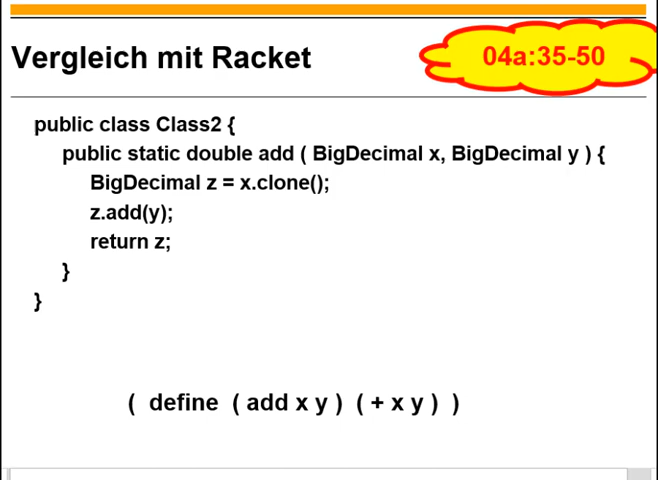 Vergleich mit Racket
04a:35-50
public class Class2 {
public static double add ( BigDecimal x, BigDecimal y ) {
BigDecimal z = x.clone();
z.add(y);
return z;
}
}
( define ( add x y ) ( + x y ) )